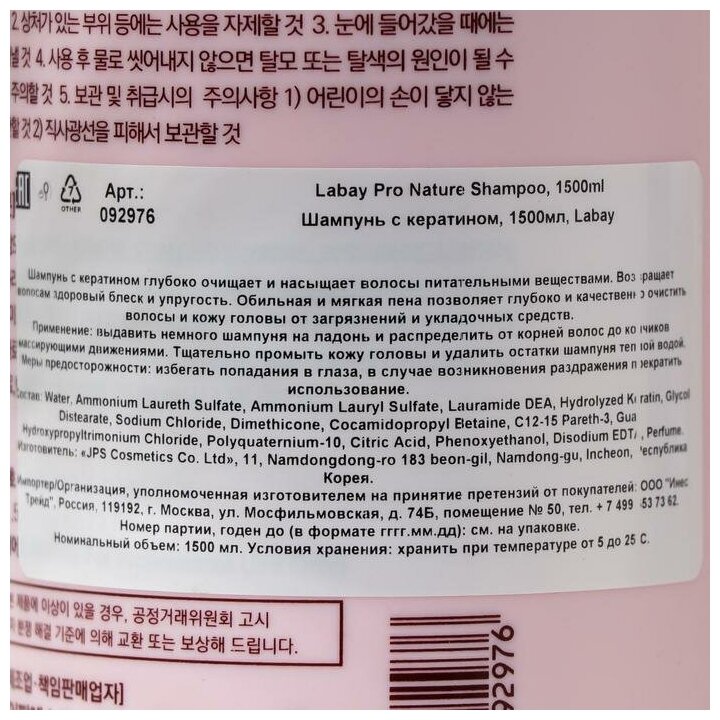 2. 상처가 있는 부위 등에는 사용을 자제할 것 3. 눈에 들어갔을 때에는
것 4. 사용 후 물로 씻어내지 않으면 탈모 또는 탈색의 원인이 될 수
주의할 것 5. 보관 및 취급시의 주의사항 1) 어린이의 손이 닿지 않는
할 것 2) 직사광선을 피해서 보관할 것
EAC 7 OTHER Арт.: 092976
Labay Pro Nature Shampoo, 1500ml
Шампунь с кератином, 1500мл, Labay
Шампунь с кератином глубоко очищает и насыщает волосы питательными веществами. Возвращает
волосам здоровый блеск и упругость. Обильная и мягкая пена позволяет глубоко и качественно очистить
волосы и кожу головы от загрязнений и укладочных средств.
Применение: выдавить немного шампуня на ладонь и распределить от корней волос до кончиков
массирующими движениями. Тщательно промыть кожу головы и удалить остатки шампуня теплой водой.
Меры предосторожности: избегать попадания в глаза, в случае возникновения раздражения прекратить
использование.
Состав: Water, Ammonium Laureth Sulfate, Ammonium Lauryl Sulfate, Lauramide DEA, Hydrolyzed Keratin, Glycol
Distearate, Sodium Chloride, Dimethicone, Cocamidopropyl Betaine, C12-15 Pareth-3, Guar
Hydroxypropyltrimonium Chloride, Polyquaternium-10, Citric Acid, Phenoxyethanol, Disodium EDTA, Perfume.
Изготовитель: «JPS Cosmetics Co. Ltd», 11, Namdongdong-ro 183 beon-gil, Namdong-gu, Incheon, Республика
Корея.
Импортер/Организация, уполномоченная изготовителем на принятие претензий от покупателей: ООО "Инес
Трейд", Россия, 119192, г. Москва, ул. Мосфильмовская, д. 74Б, помещение № 50, тел. + 7 499 53 73 62.
Номер партии, годен до (в формате гггг.мм.дд): см. на упаковке.
Номинальный объем: 1500 мл. Условия хранения: хранить при температуре от 5 до 25 С.
제품에 이상이 있을 경우, 공정거래위원회 고시
분쟁 해결 기준에 의해 교환 또는 보상해 드립니다.
조업·책임판매업자]
92976